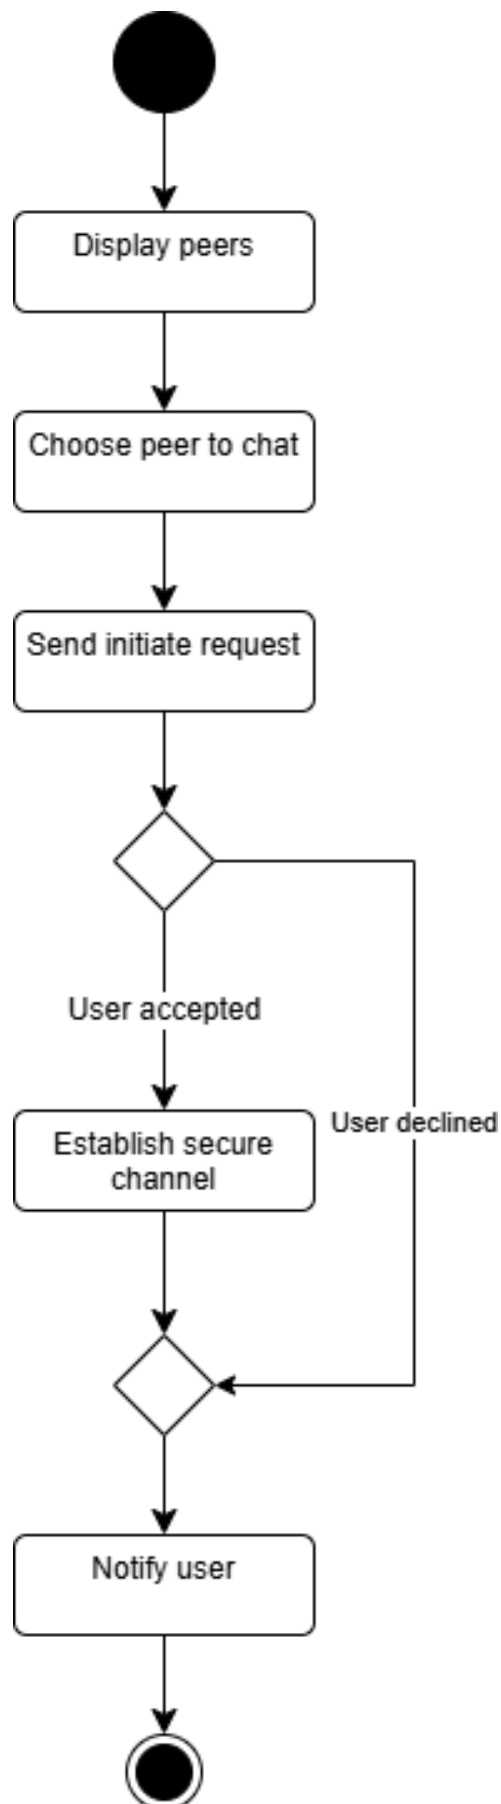 Display peers
Choose peer to chat
Send initiate request
User accepted
User declined
Establish secure
channel
Notify user